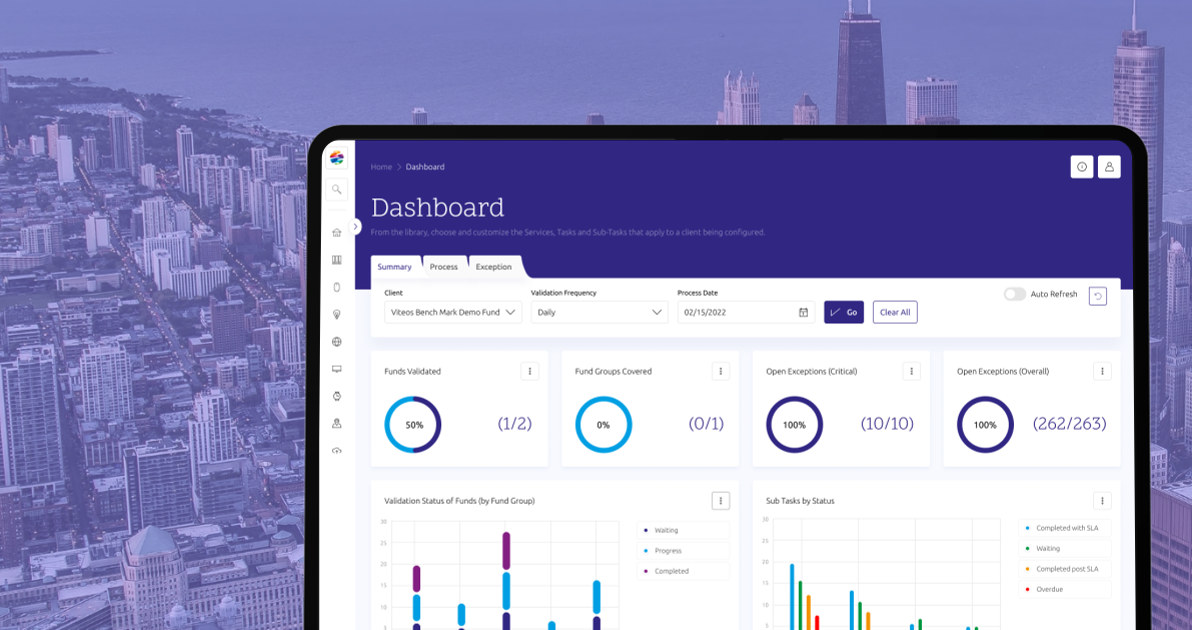 Home > Dashboard
Dashboard
From the library, choose and customize the Services, Tasks and Sub-Tasks that apply to a client being configured.
Summary Process Exception
Client Validation Frequency Process Date
Auto Refresh
Viteos Bench Mark Demo Fund Daily 02/15/2022 Go Clear All
Funds Validated Fund Groups Covered Open Exceptions (Critical) Open Exceptions (Overall)
50% (1/2) 0% (0/1) 100% (10/10) 100% (262/263)
Validation Status of Funds (by Fund Group) Sub Tasks by Status
30
25
20
15
10
5
Waiting
Progress
Completed
30
25
20
15
10
5
Completed with SLA
Waiting
Completed post SLA
Overdue